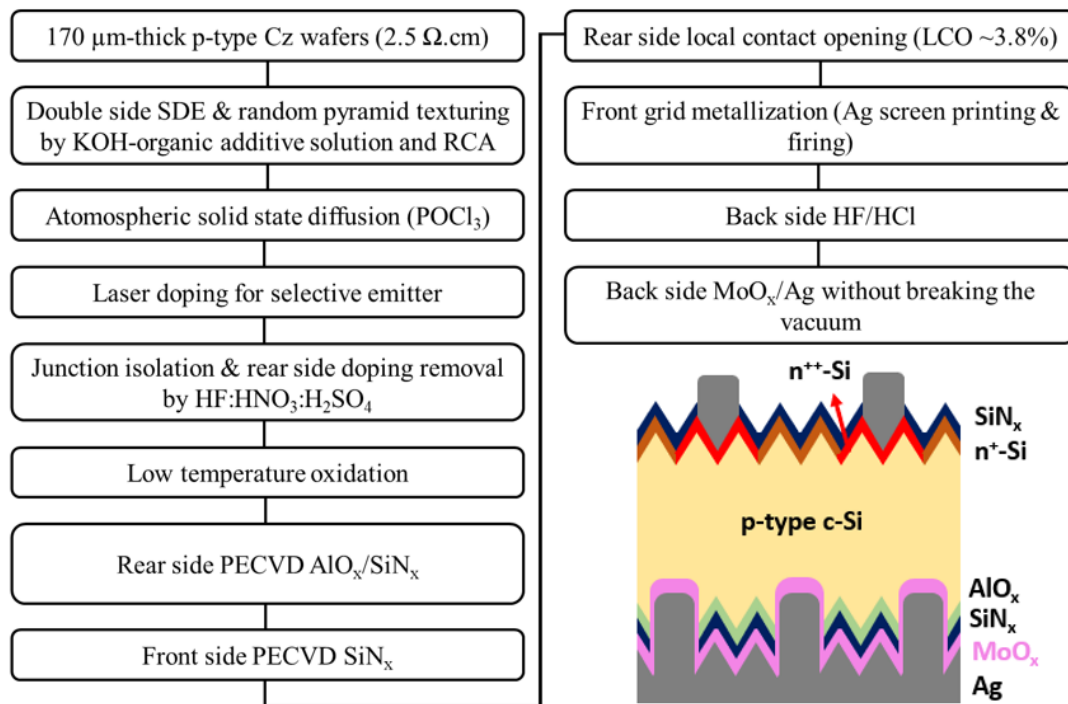 170 µm-thick p-type Cz wafers (2.5 Ω.cm)
Double side SDE & random pyramid texturing
by KOH-organic additive solution and RCA
Atomospheric solid state diffusion (POCl₃)
Laser doping for selective emitter
Junction isolation & rear side doping removal
by HF:HNO₃:H₂SO₄
Low temperature oxidation
Rear side PECVD AlOₓ/SiNₓ
Front side PECVD SiNₓ
Rear side local contact opening (LCO ~3.8%)
Front grid metallization (Ag screen printing &
firing)
Back side HF/HCl
Back side MoOₓ/Ag without breaking the
vacuum
n⁺⁺-Si
SiNₓ
n⁺-Si
p-type c-Si
AlOₓ
SiNₓ
MoOₓ
Ag